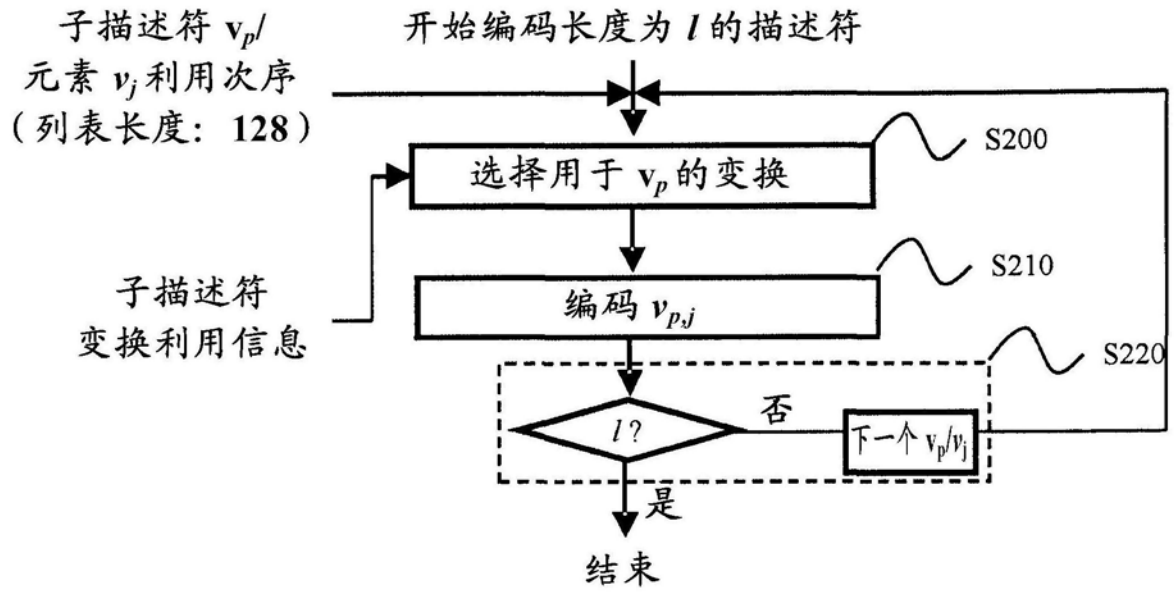 子描述符 vp/
元素 vj 利用次序
（列表长度：128）
开始编码长度为 l 的描述符
S200
选择用于 vp 的变换
S210
子描述符
变换利用信息
编码 vp,j
S220
l?
否
下一个 vp/vj
是
结束